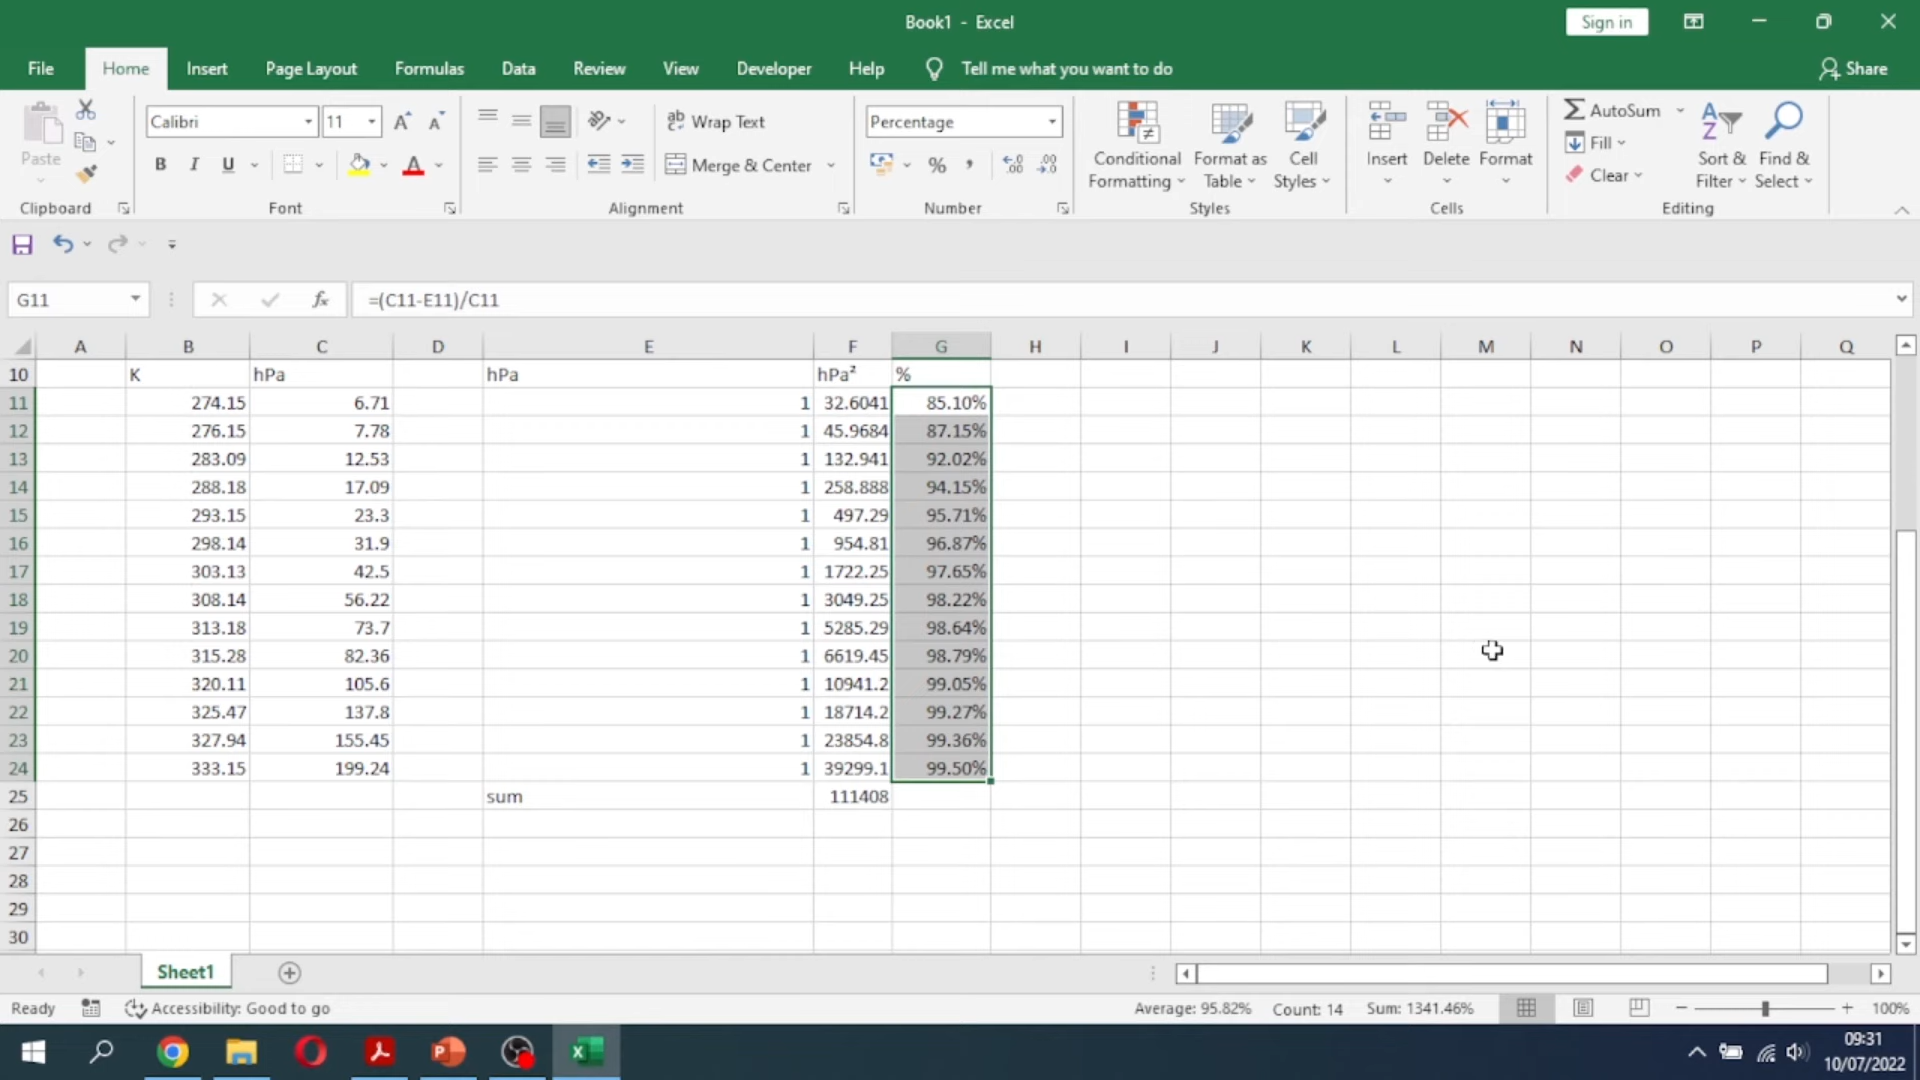 Book1 - Excel
Sign in
File Home Insert Page Layout Formulas Data Review View Developer Help Tell me what you want to do Share
Paste
Clipboard
Calibri 11
B I U
Font
Wrap Text
Merge & Center
Alignment
Percentage
% ,
Number
Conditional Formatting
Format as Table
Cell Styles
Styles
Insert Delete Format
Cells
AutoSum
Fill
Clear
Sort & Filter
Find & Select
Editing
G11 fx =(C11-E11)/C11
A B C D E F G H I J K L M N O P Q
10 K hPa hPa hPa² %
11 274.15 6.71 1 32.6041 85.10%
12 276.15 7.78 1 45.9684 87.15%
13 283.09 12.53 1 132.941 92.02%
14 288.18 17.09 1 258.888 94.15%
15 293.15 23.3 1 497.29 95.71%
16 298.14 31.9 1 954.81 96.87%
17 303.13 42.5 1 1722.25 97.65%
18 308.14 56.22 1 3049.25 98.22%
19 313.18 73.7 1 5285.29 98.64%
20 315.28 82.36 1 6619.45 98.79%
21 320.11 105.6 1 10941.2 99.05%
22 325.47 137.8 1 18714.2 99.27%
23 327.94 155.45 1 23854.8 99.36%
24 333.15 199.24 1 39299.1 99.50%
25 sum 111408
26
27
28
29
30
Sheet1
Ready Accessibility: Good to go Average: 95.82% Count: 14 Sum: 1341.46% 100%
09:31
10/07/2022